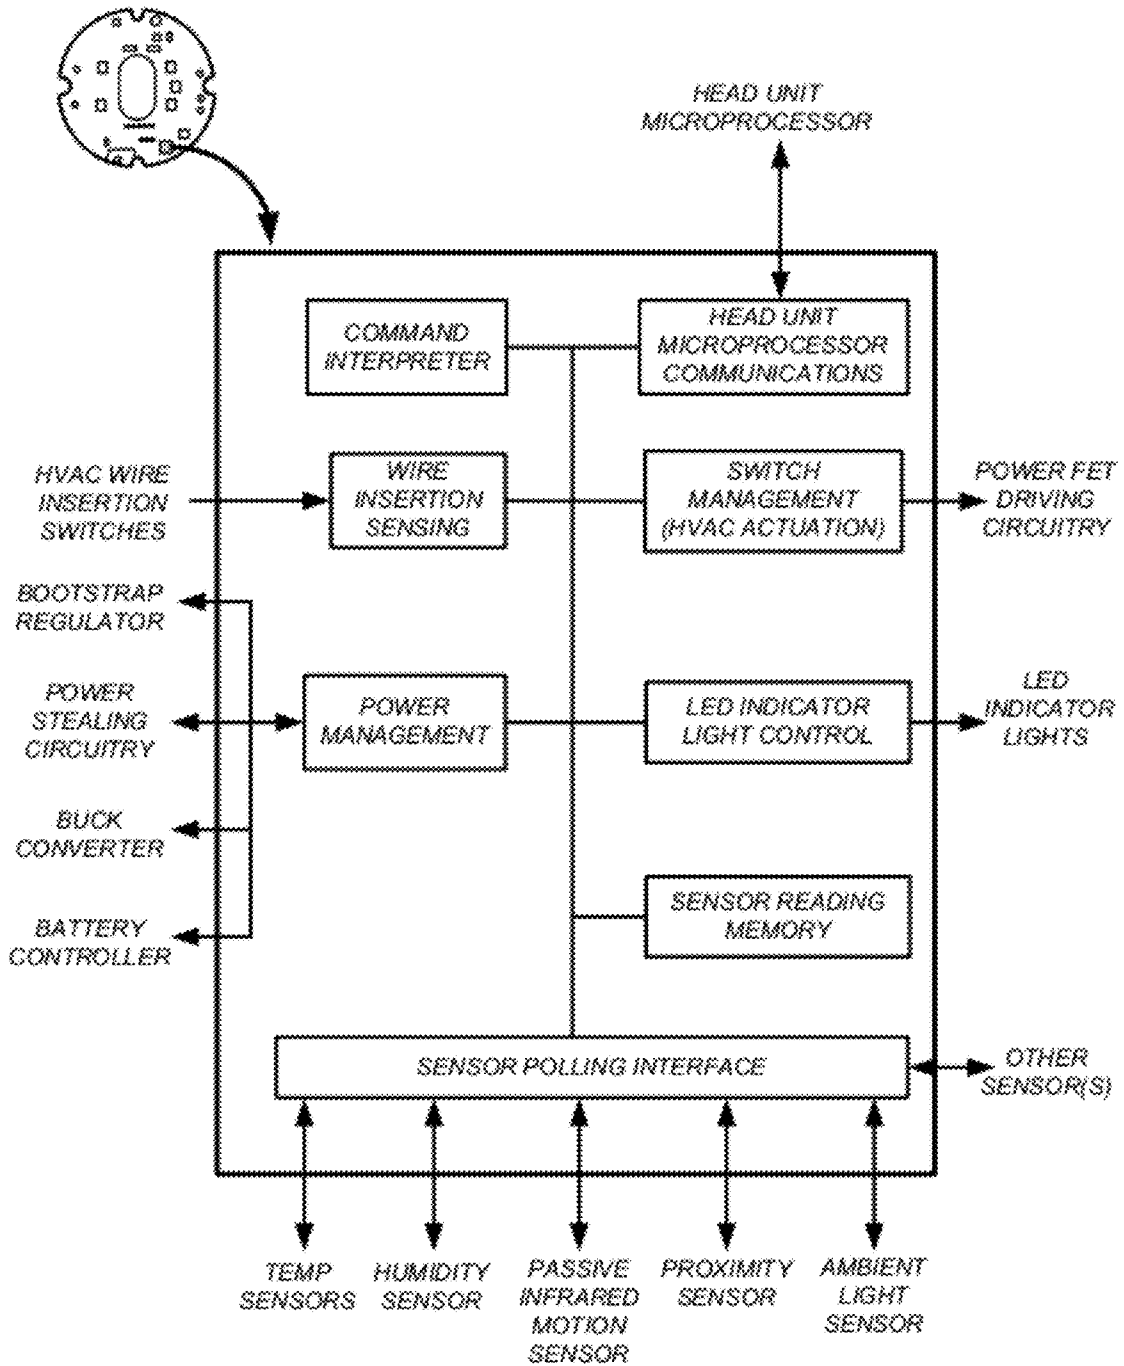 HEAD UNIT
MICROPROCESSOR
COMMAND
INTERPRETER
HEAD UNIT
MICROPROCESSOR
COMMUNICATIONS
HVAC WIRE
INSERTION
SWITCHES
WIRE
INSERTION
SENSING
SWITCH
MANAGEMENT
(HVAC ACTUATION)
POWER FET
DRIVING
CIRCUITRY
BOOTSTRAP
REGULATOR
POWER
STEALING
CIRCUITRY
POWER
MANAGEMENT
LED INDICATOR
LIGHT CONTROL
LED
INDICATOR
LIGHTS
BUCK
CONVERTER
BATTERY
CONTROLLER
SENSOR READING
MEMORY
SENSOR POLLING INTERFACE
OTHER
SENSOR(S)
TEMP
SENSORS
HUMIDITY
SENSOR
PASSIVE
INFRARED
MOTION
SENSOR
PROXIMITY
SENSOR
AMBIENT
LIGHT
SENSOR